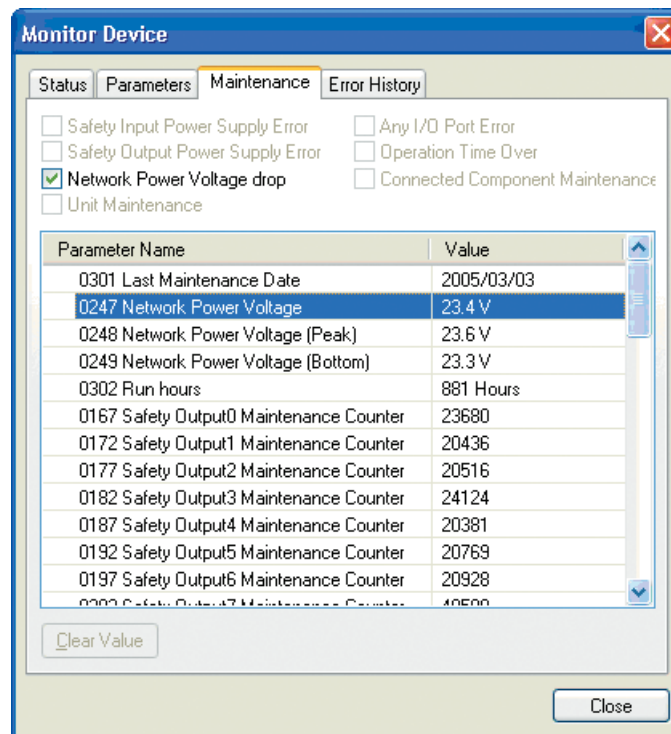 Monitor Device
Status Parameters Maintenance Error History
Safety Input Power Supply Error Any I/O Port Error
Safety Output Power Supply Error Operation Time Over
Network Power Voltage drop Connected Component Maintenance
Unit Maintenance
Parameter Name Value
0301 Last Maintenance Date 2005/03/03
0247 Network Power Voltage 23.4 V
0248 Network Power Voltage (Peak) 23.6 V
0249 Network Power Voltage (Bottom) 23.3 V
0302 Run hours 881 Hours
0167 Safety Output0 Maintenance Counter 23680
0172 Safety Output1 Maintenance Counter 20436
0177 Safety Output2 Maintenance Counter 20516
0182 Safety Output3 Maintenance Counter 24124
0187 Safety Output4 Maintenance Counter 20381
0192 Safety Output5 Maintenance Counter 20769
0197 Safety Output6 Maintenance Counter 20928
Safety Output7 Maintenance Counter
Clear Value
Close